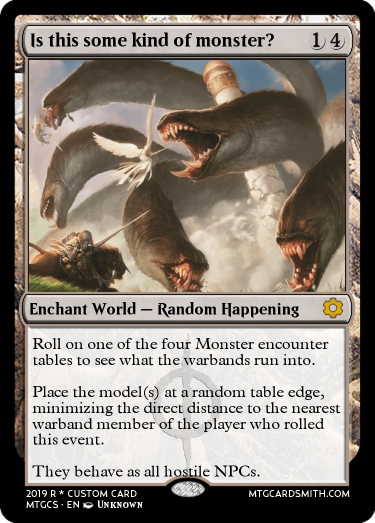 Is this some kind of monster? 1/4
Enchant World — Random Happening
Roll on one of the four Monster encounter
tables to see what the warbands run into.
Place the model(s) at a random table edge,
minimizing the direct distance to the nearest
warband member of the player who rolled
this event.
They behave as all hostile NPCs.
2019 R * CUSTOM CARD
MTGCS · EN Unknown
MTGCARDSMITH.COM